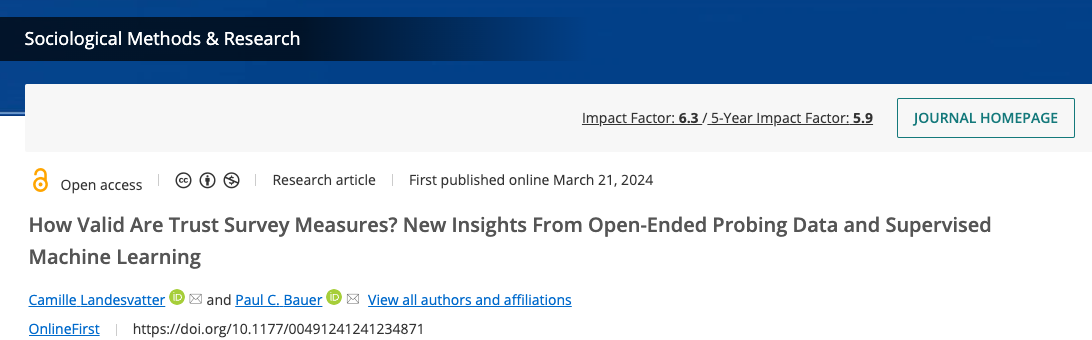 Sociological Methods & Research
Impact Factor: 6.3 / 5-Year Impact Factor: 5.9
JOURNAL HOMEPAGE
Open access | Research article | First published online March 21, 2024
How Valid Are Trust Survey Measures? New Insights From Open-Ended Probing Data and Supervised
Machine Learning
Camille Landesvatter iD and Paul C. Bauer iD View all authors and affiliations
OnlineFirst | https://doi.org/10.1177/00491241241234871